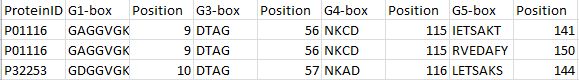 ProteinID G1-box Position G3-box Position G4-box Position G5-box Position
P01116 GAGGVGK 9 DTAG 56 NKCD 115 IETSAKT 141
P01116 GAGGVGK 9 DTAG 56 NKCD 115 RVEDAFY 150
P32253 GDGGVGK 10 DTAG 57 NKAD 116 LETSAKS 144